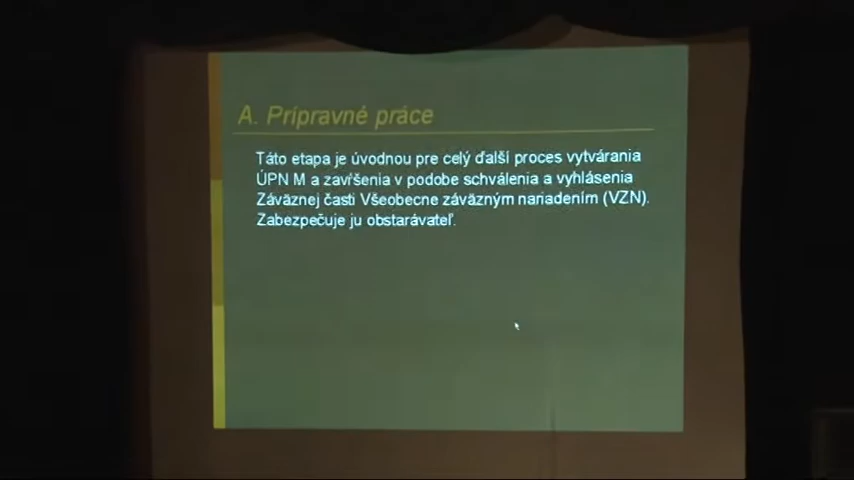 A. Prípravné práce
Táto etapa je úvodnou pre celý ďalší proces vytvárania
ÚPN M a zavŕšenia v podobe schválenia a vyhlásenia
Záväznej časti Všeobecne záväzným nariadením (VZN).
Zabezpečuje ju obstarávateľ.